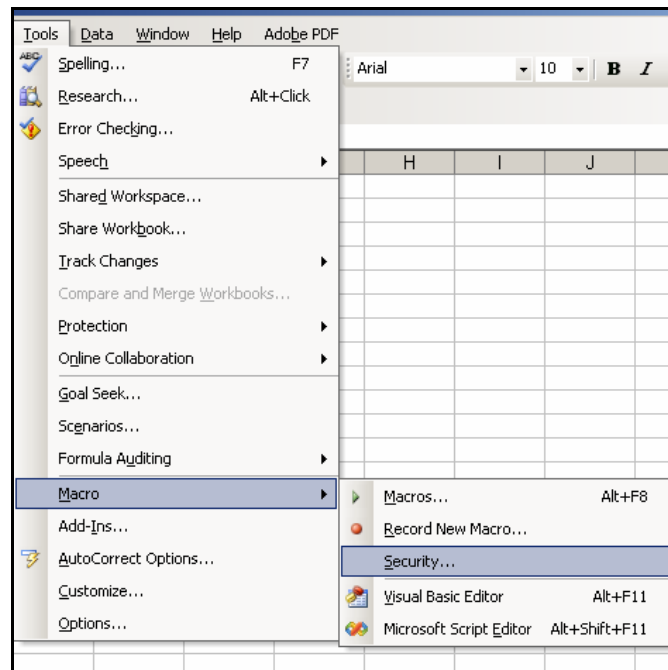 Tools Data Window Help Adobe PDF
ABC Spelling... F7
Arial 10 B I
Research... Alt+Click
Error Checking...
Speech
H I J
Shared Workspace...
Share Workbook...
Track Changes
Compare and Merge Workbooks...
Protection
Online Collaboration
Goal Seek...
Scenarios...
Formula Auditing
Macro
Macros... Alt+F8
Add-Ins...
Record New Macro...
AutoCorrect Options...
Security...
Customize...
Visual Basic Editor Alt+F11
Options...
Microsoft Script Editor Alt+Shift+F11